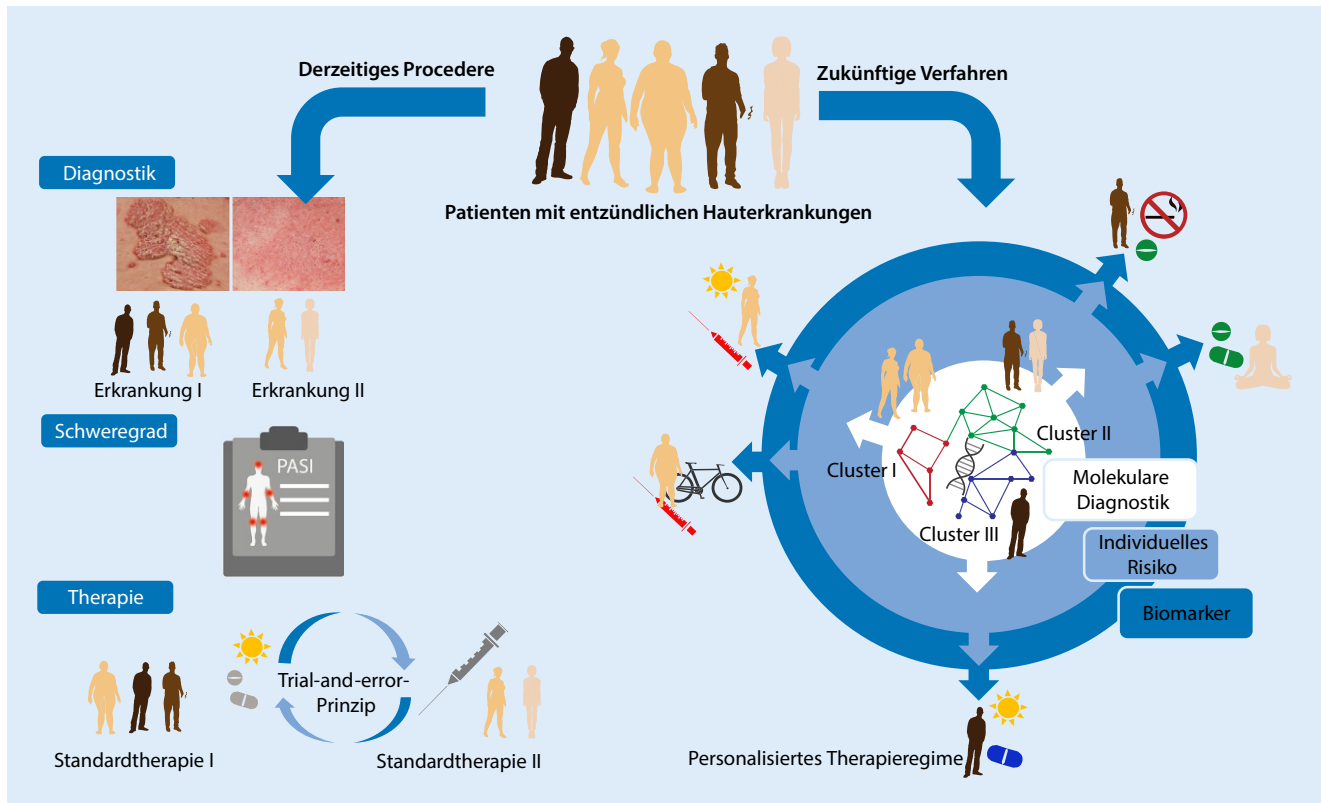 Derzeitiges Procedere
Zukünftige Verfahren
Patienten mit entzündlichen Hauterkrankungen
Diagnostik
Erkrankung I
Erkrankung II
Schweregrad
PASI
Therapie
Trial-and-error-
Prinzip
Standardtherapie I
Standardtherapie II
Cluster I
Cluster II
Cluster III
Molekulare
Diagnostik
Individuelles
Risiko
Biomarker
Personalisiertes Therapieregime